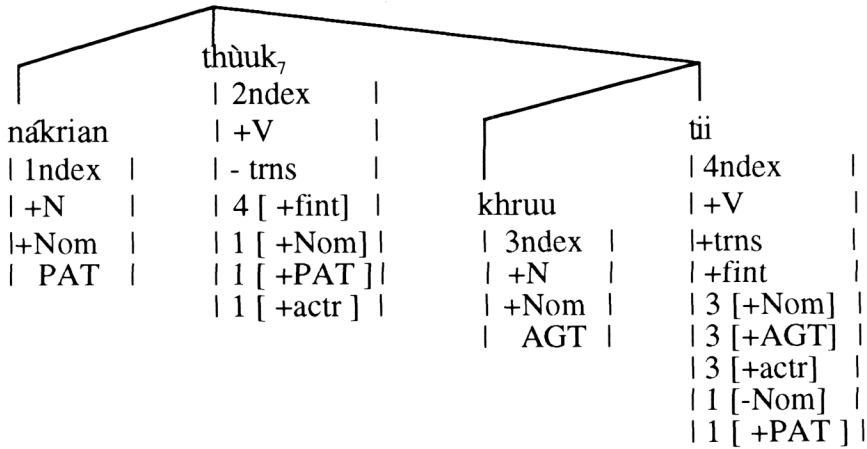 nákrian
| 1ndex |
| +N |
|+Nom |
| PAT |
thùuk₇
| 2ndex |
| +V |
| - trns |
| 4 [ +fint] |
| 1 [ +Nom] |
| 1 [ +PAT ] |
| 1 [ +actr ] |
khruu
| 3ndex |
| +N |
| +Nom |
| AGT |
tii
| 4ndex |
| +V |
|+trns |
| +fint |
| 3 [+Nom] |
| 3 [+AGT] |
| 3 [+actr] |
| 1 [-Nom] |
| 1 [ +PAT ] |